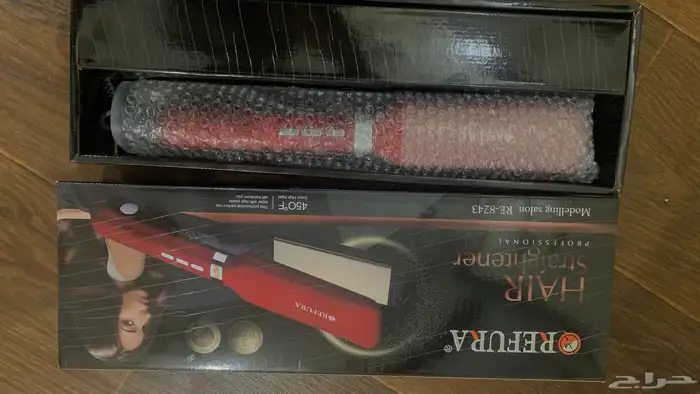 REFURA®
HAIR
Straightener
PROFESSIONAL
Modelling salon RE-8243
450°F
REFURA
حراج